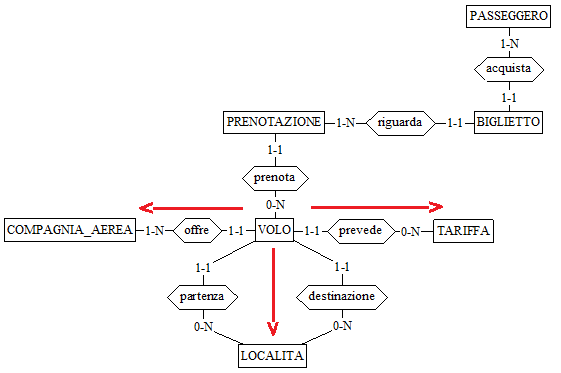 PASSEGGERO
1-N
acquista
1-1
PRENOTAZIONE 1-N riguarda 1-1 BIGLIETTO
1-1
prenota
0-N
COMPAGNIA_AEREA 1-N offre 1-1 VOLO 1-1 prevede 0-N TARIFFA
1-1 1-1
partenza destinazione
0-N 0-N
LOCALITA